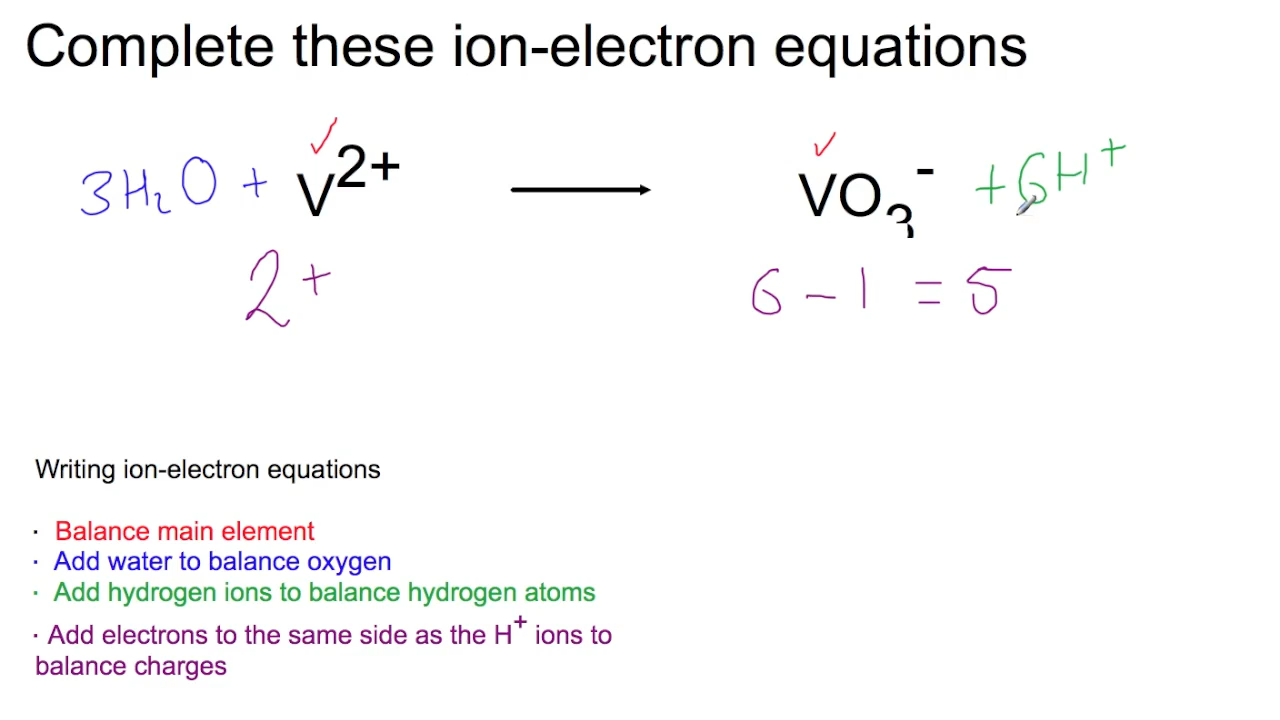 Complete these ion-electron equations
3H₂O + V²⁺ → VO₃⁻ + 6H⁺
2+ 6 - 1 = 5
Writing ion-electron equations
· Balance main element
· Add water to balance oxygen
· Add hydrogen ions to balance hydrogen atoms
· Add electrons to the same side as the H⁺ ions to
balance charges